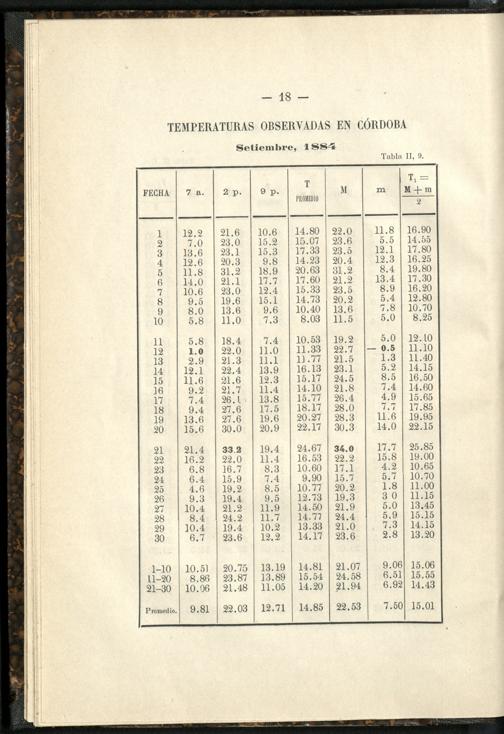 — 18 —
TEMPERATURAS OBSERVADAS EN CÓRDOBA
Setiembre, 1884
Tabla II, 9.
FECHA 7 a. 2 p. 9 p. T PROMEDIO M m T₁ = M + m / 2
1 12.2 21.6 10.6 14.80 22.0 11.8 16.90
2 7.0 23.0 15.2 15.07 23.6 5.5 14.55
3 13.6 23.1 15.3 17.33 23.5 12.1 17.80
4 12.6 20.3 9.8 14.23 20.4 12.3 16.25
5 11.8 31.2 18.9 20.63 31.2 8.4 19.80
6 14.0 21.1 17.7 17.60 21.2 13.4 17.30
7 10.6 23.0 12.4 15.33 23.5 8.9 16.20
8 9.5 19.6 15.1 14.73 20.2 5.4 12.80
9 8.0 13.6 9.6 10.40 13.6 7.8 10.70
10 5.8 11.0 7.3 8.03 11.5 5.0 8.25
11 5.8 18.4 7.4 10.53 19.2 5.0 12.10
12 1.0 22.0 11.0 11.33 22.7 — 0.5 11.10
13 2.9 21.3 11.1 11.77 21.5 1.3 11.40
14 12.1 22.4 13.9 16.13 23.1 5.2 14.15
15 11.6 21.6 12.3 15.17 24.5 8.5 16.50
16 9.2 21.7 11.4 14.10 21.8 7.4 14.60
17 7.4 26.1 13.8 15.77 26.4 4.9 15.65
18 9.4 27.6 17.5 18.17 28.0 7.7 17.85
19 13.6 27.6 19.6 20.27 28.3 11.6 19.95
20 15.6 30.0 20.9 22.17 30.3 14.0 22.15
21 21.4 33.2 19.4 24.67 34.0 17.7 25.85
22 16.2 22.0 11.4 16.53 22.2 15.8 19.00
23 6.8 16.7 8.3 10.60 17.1 4.2 10.65
24 6.4 15.9 7.4 9.90 15.7 5.7 10.70
25 4.6 19.2 8.5 10.77 20.2 1.8 11.00
26 9.3 19.4 9.5 12.73 19.3 3 0 11.15
27 10.4 21.2 11.9 14.50 21.9 5.0 13.45
28 8.4 24.2 11.7 14.77 24.4 5.9 15.15
29 10.4 19.4 10.2 13.33 21.0 7.3 14.15
30 6.7 23.6 12.2 14.17 23.6 2.8 13.20
1-10 10.51 20.75 13.19 14.81 21.07 9.06 15.06
11-20 8.86 23.87 13.89 15.54 24.58 6.51 15.55
21-30 10.06 21.48 11.05 14.20 21.94 6.92 14.43
Promedio. 9.81 22.03 12.71 14.85 22.53 7.50 15.01